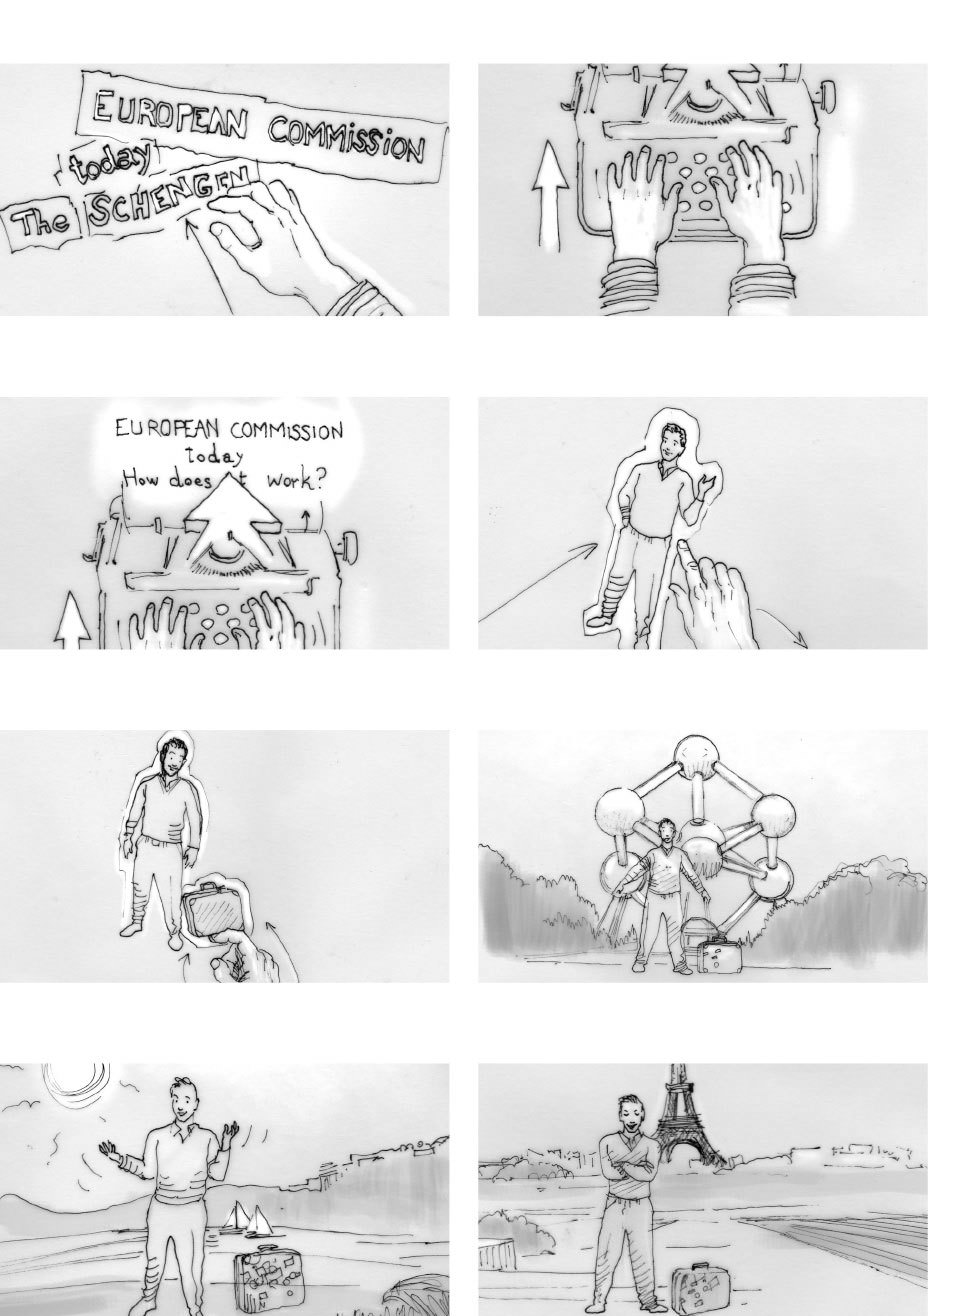 EUROPEAN COMMISSION
today
The SCHENGEN
EUROPEAN COMMISSION
today
How does t work?